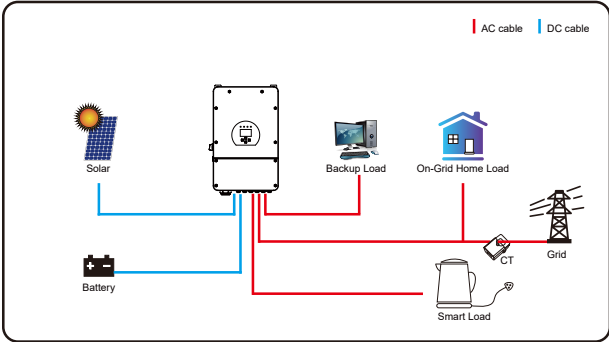 AC cable
DC cable
Solar
Backup Load
On-Grid Home Load
CT
Grid
Battery
Smart Load